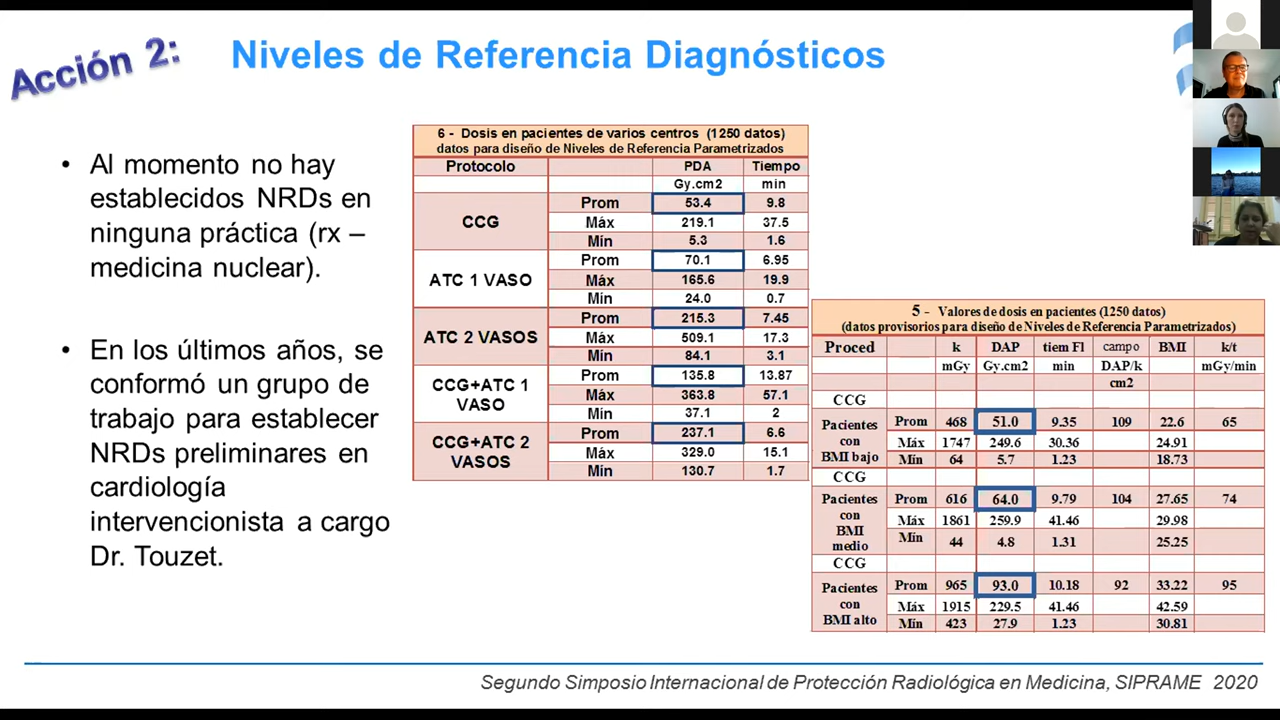 Acción 2:
Niveles de Referencia Diagnósticos
• Al momento no hay
establecidos NRDs en
ninguna práctica (rx –
medicina nuclear).
• En los últimos años, se
conformó un grupo de
trabajo para establecer
NRDs preliminares en
cardiología
intervencionista a cargo
Dr. Touzet.
6 - Dosis en pacientes de varios centros (1250 datos)
datos para diseño de Niveles de Referencia Parametrizados
Protocolo PDA Tiempo
Gy.cm2 min
CCG
Prom 53.4 9.8
Máx 219.1 37.5
Mín 5.3 1.6
ATC 1 VASO
Prom 70.1 6.95
Máx 165.6 19.9
Mín 24.0 0.7
ATC 2 VASOS
Prom 215.3 7.45
Máx 509.1 17.3
Mín 84.1 3.1
CCG+ATC 1
VASO
Prom 135.8 13.87
Máx 363.8 57.1
Mín 37.1 2
CCG+ATC 2
VASOS
Prom 237.1 6.6
Máx 329.0 15.1
Mín 130.7 1.7
5 - Valores de dosis en pacientes (1250 datos)
(datos provisorios para diseño de Niveles de Referencia Parametrizados)
Proced k DAP tiem Fl campo BMI k/t
mGy Gy.cm2 min DAP/k mGy/min
cm2
CCG
Pacientes
con
BMI bajo
Prom 468 51.0 9.35 109 22.6 65
Máx 1747 249.6 30.36 24.91
Mín 64 5.7 1.23 18.73
CCG
Pacientes
con
BMI
medio
Prom 616 64.0 9.79 104 27.65 74
Máx 1861 259.9 41.46 29.98
Mín 44 4.8 1.31 25.25
CCG
Pacientes
con
BMI alto
Prom 965 93.0 10.18 92 33.22 95
Máx 1915 229.5 41.46 42.59
Mín 423 27.9 1.23 30.81
Segundo Simposio Internacional de Protección Radiológica en Medicina, SIPRAME 2020